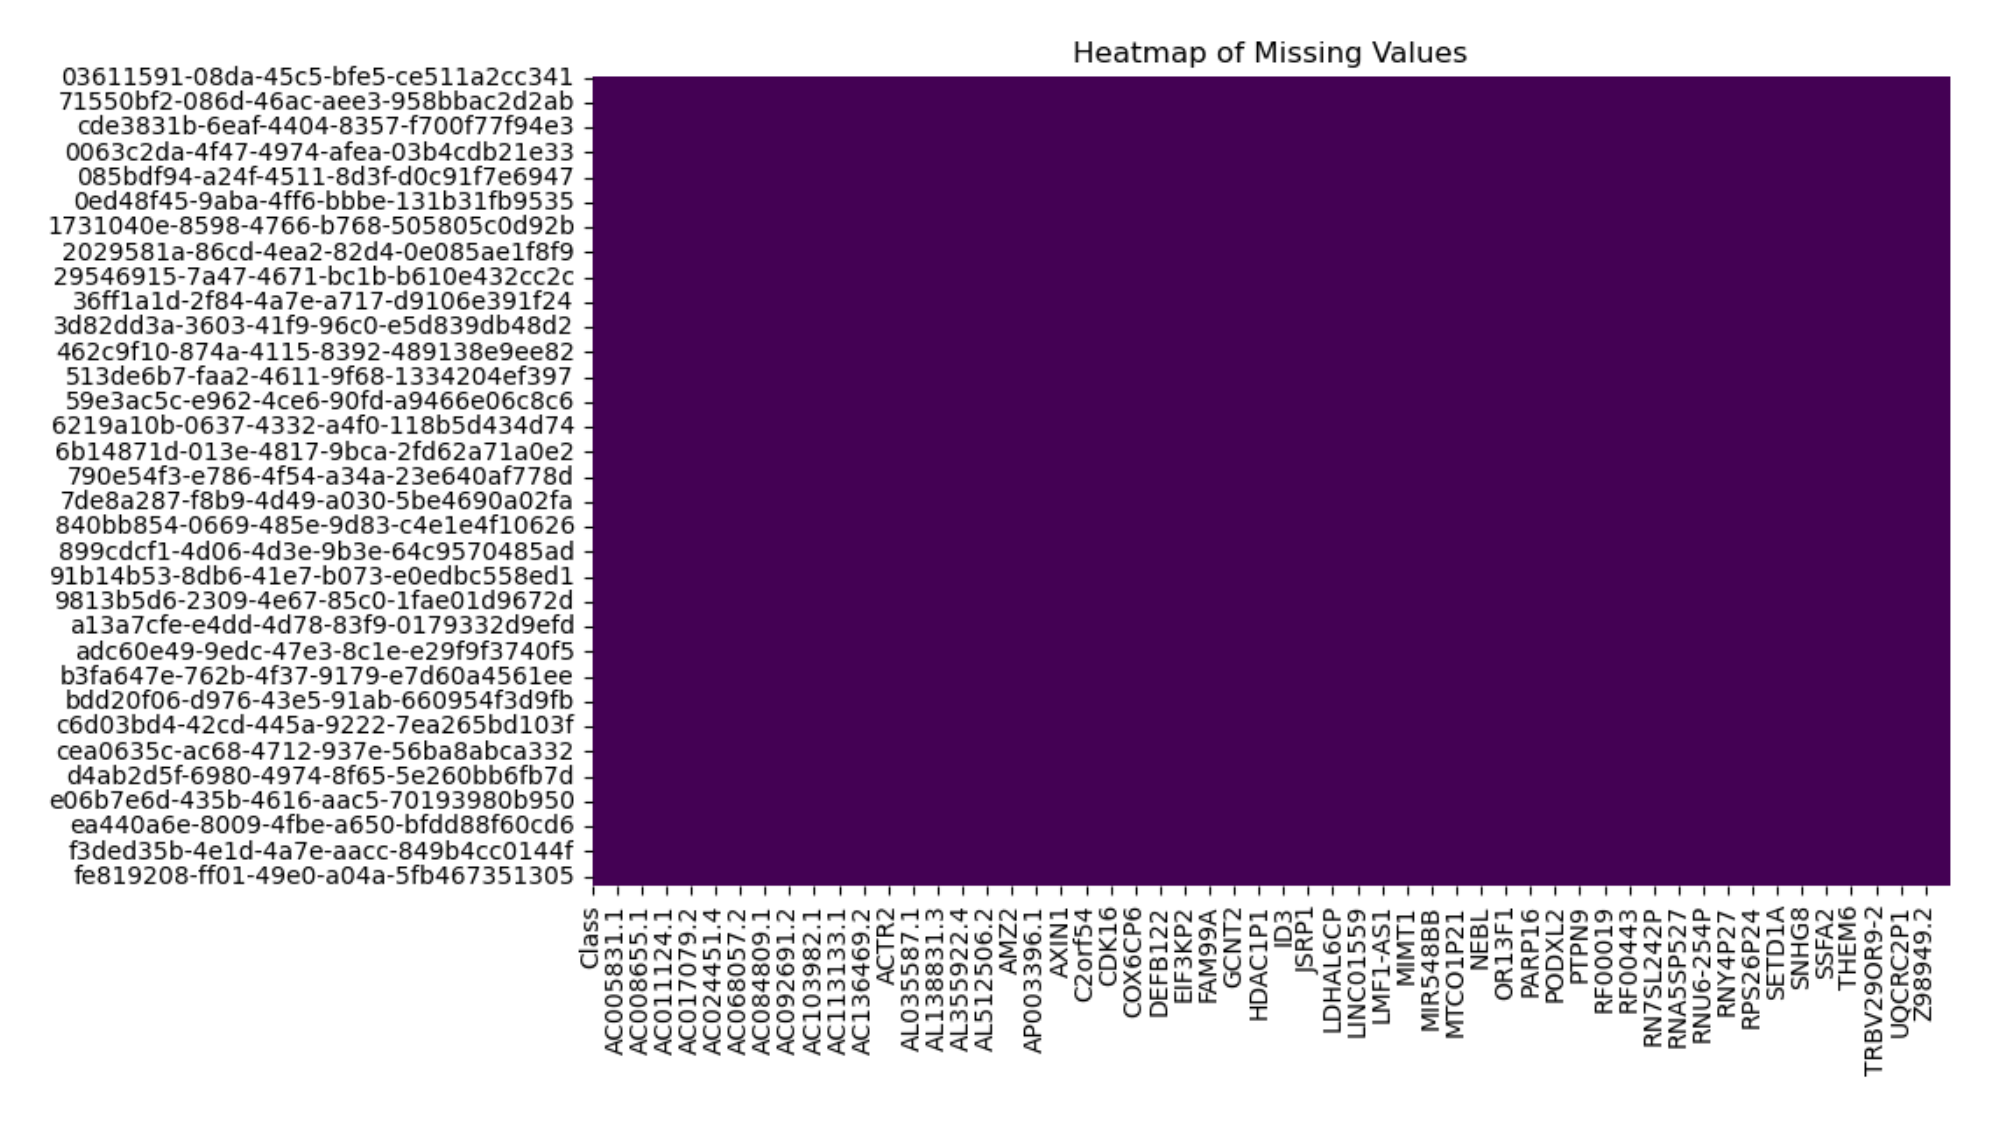 Heatmap of Missing Values
03611591-08da-45c5-bfe5-ce511a2cc341
71550bf2-086d-46ac-aee3-958bbac2d2ab
cde3831b-6eaf-4404-8357-f700f77f94e3
0063c2da-4f47-4974-afea-03b4cdb21e33
085bdf94-a24f-4511-8d3f-d0c91f7e6947
0ed48f45-9aba-4ff6-bbbe-131b31fb9535
1731040e-8598-4766-b768-505805c0d92b
2029581a-86cd-4ea2-82d4-0e085ae1f8f9
29546915-7a47-4671-bc1b-b610e432cc2c
36ff1a1d-2f84-4a7e-a717-d9106e391f24
3d82dd3a-3603-41f9-96c0-e5d839db48d2
462c9f10-874a-4115-8392-489138e9ee82
513de6b7-faa2-4611-9f68-1334204ef397
59e3ac5c-e962-4ce6-90fd-a9466e06c8c6
6219a10b-0637-4332-a4f0-118b5d434d74
6b14871d-013e-4817-9bca-2fd62a71a0e2
790e54f3-e786-4f54-a34a-23e640af778d
7de8a287-f8b9-4d49-a030-5be4690a02fa
840bb854-0669-485e-9d83-c4e1e4f10626
899cdcf1-4d06-4d3e-9b3e-64c9570485ad
91b14b53-8db6-41e7-b073-e0edbc558ed1
9813b5d6-2309-4e67-85c0-1fae01d9672d
a13a7cfe-e4dd-4d78-83f9-0179332d9efd
adc60e49-9edc-47e3-8c1e-e29f9f3740f5
b3fa647e-762b-4f37-9179-e7d60a4561ee
bdd20f06-d976-43e5-91ab-660954f3d9fb
c6d03bd4-42cd-445a-9222-7ea265bd103f
cea0635c-ac68-4712-937e-56ba8abca332
d4ab2d5f-6980-4974-8f65-5e260bb6fb7d
e06b7e6d-435b-4616-aac5-70193980b950
ea440a6e-8009-4fbe-a650-bfdd88f60cd6
f3ded35b-4e1d-4a7e-aacc-849b4cc0144f
fe819208-ff01-49e0-a04a-5fb467351305
Class
AC005831.1
AC008655.1
AC011124.1
AC017079.2
AC024451.4
AC068057.2
AC084809.1
AC092691.2
AC103982.1
AC113133.1
AC136469.2
ACTR2
AL035587.1
AL138831.3
AL355922.4
AL512506.2
AMZ2
AP003396.1
AXIN1
C2orf54
CDK16
COX6CP6
DEFB122
EIF3KP2
FAM99A
GCNT2
HDAC1P1
ID3
JSRP1
LDHAL6CP
LINC01559
LMF1-AS1
MIMT1
MIR548BB
MTCO1P21
NEBL
OR13F1
PARP16
PODXL2
PTPN9
RF00019
RF00443
RN7SL242P
RNA5SP527
RNU6-254P
RNY4P27
RPS26P24
SETD1A
SNHG8
SSFA2
THEM6
TRBV29OR9-2
UQCRC2P1
Z98949.2